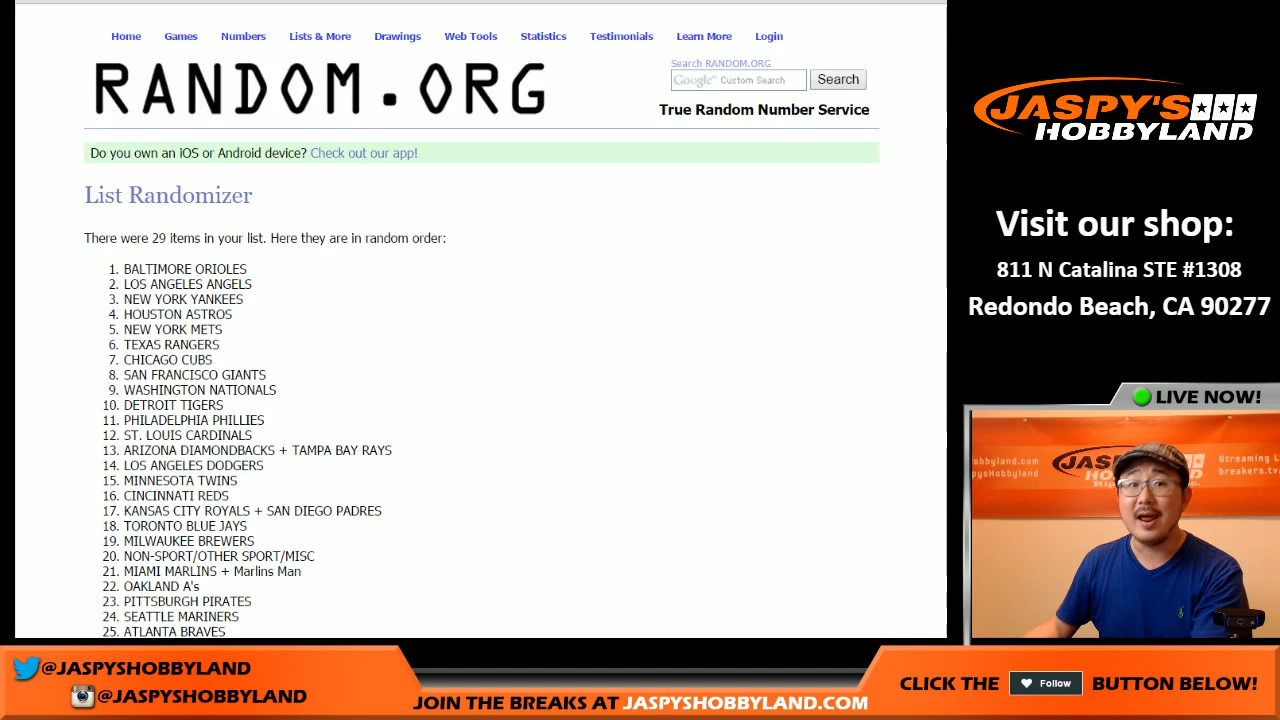 Home Games Numbers Lists & More Drawings Web Tools Statistics Testimonials Learn More Login
RANDOM.ORG
Search RANDOM.ORG
Google™ Custom Search Search
True Random Number Service
Do you own an iOS or Android device? Check out our app!
List Randomizer
There were 29 items in your list. Here they are in random order:
1. BALTIMORE ORIOLES
2. LOS ANGELES ANGELS
3. NEW YORK YANKEES
4. HOUSTON ASTROS
5. NEW YORK METS
6. TEXAS RANGERS
7. CHICAGO CUBS
8. SAN FRANCISCO GIANTS
9. WASHINGTON NATIONALS
10. DETROIT TIGERS
11. PHILADELPHIA PHILLIES
12. ST. LOUIS CARDINALS
13. ARIZONA DIAMONDBACKS + TAMPA BAY RAYS
14. LOS ANGELES DODGERS
15. MINNESOTA TWINS
16. CINCINNATI REDS
17. KANSAS CITY ROYALS + SAN DIEGO PADRES
18. TORONTO BLUE JAYS
19. MILWAUKEE BREWERS
20. NON-SPORT/OTHER SPORT/MISC
21. MIAMI MARLINS + Marlins Man
22. OAKLAND A's
23. PITTSBURGH PIRATES
24. SEATTLE MARINERS
25. ATLANTA BRAVES
JASPY'S
HOBBYLAND
Visit our shop:
811 N Catalina STE #1308
Redondo Beach, CA 90277
LIVE NOW!
hobbyland.com
pysHobbyland
Streaming L
breakers.tv
@JASPYSHOBBYLAND
@JASPYSHOBBYLAND
JOIN THE BREAKS AT JASPYSHOBBYLAND.COM
CLICK THE Follow BUTTON BELOW!